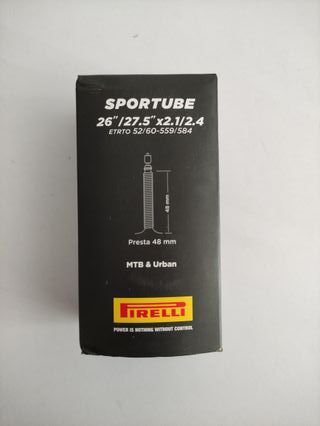 SPORTUBE
26"/27.5"x2.1/2.4
ETRTO 52/60-559/584
48 mm
Presta 48 mm
MTB & Urban
PIRELLI
POWER IS NOTHING WITHOUT CONTROL